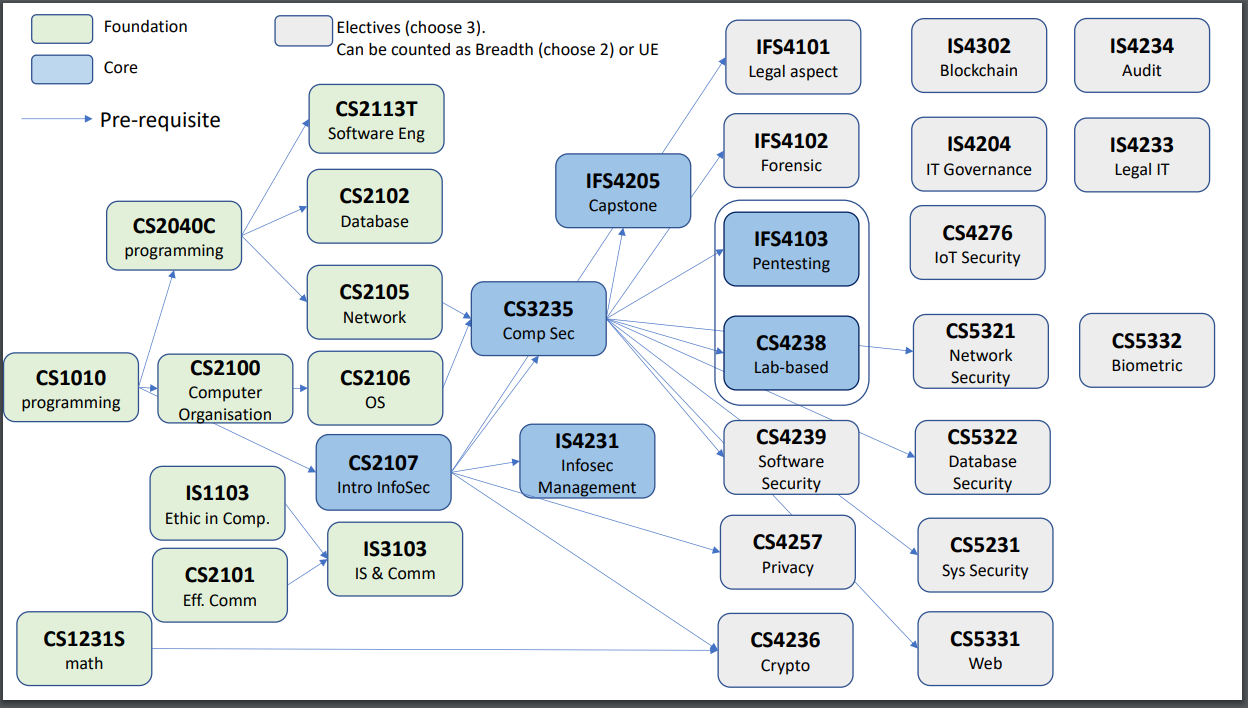 Foundation
Core
Pre-requisite
Electives (choose 3).
Can be counted as Breadth (choose 2) or UE
CS1010
programming
CS2040C
programming
CS2100
Computer
Organisation
IS1103
Ethic in Comp.
CS2101
Eff. Comm
CS1231S
math
CS2113T
Software Eng
CS2102
Database
CS2105
Network
CS2106
OS
CS2107
Intro InfoSec
IS3103
IS & Comm
CS3235
Comp Sec
IFS4205
Capstone
IS4231
Infosec
Management
IFS4101
Legal aspect
IFS4102
Forensic
IFS4103
Pentesting
CS4238
Lab-based
CS4239
Software
Security
CS4257
Privacy
CS4236
Crypto
IS4302
Blockchain
IS4204
IT Governance
CS4276
IoT Security
CS5321
Network
Security
CS5322
Database
Security
CS5231
Sys Security
CS5331
Web
IS4234
Audit
IS4233
Legal IT
CS5332
Biometric